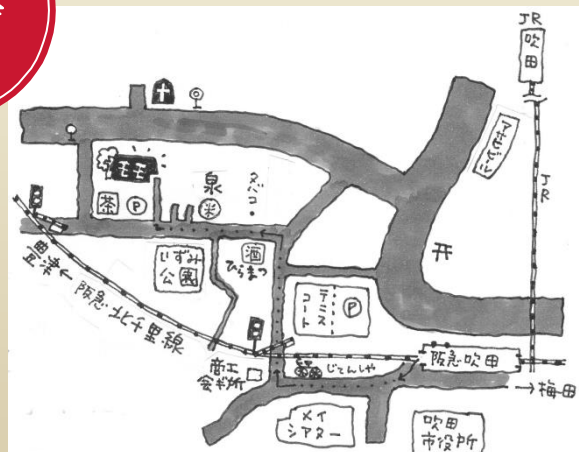 JR
吹田
アサヒビール
JR
モモ
茶
P
泉
米
タバコ
酒
ひらまつ
いずみ
公園
豊津←
阪急・北千里線
テニス
コート
P
阪急・吹田
じてんしゃ
商工
会议所
→梅田
メイ
シアター
吹田
市役所